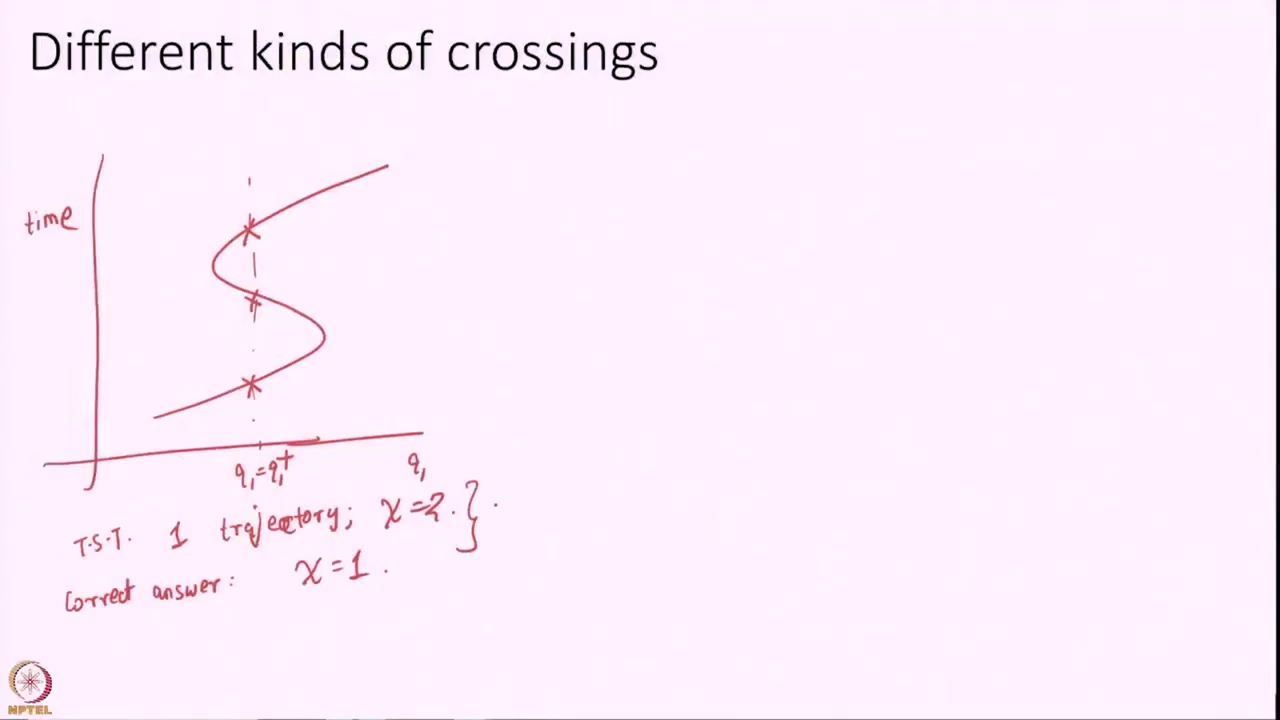 Different kinds of crossings
time
q₁=q₁‡
q₁
T.S.T. 1 trajectory; χ=2. }.
Correct answer: χ=1.
NPTEL